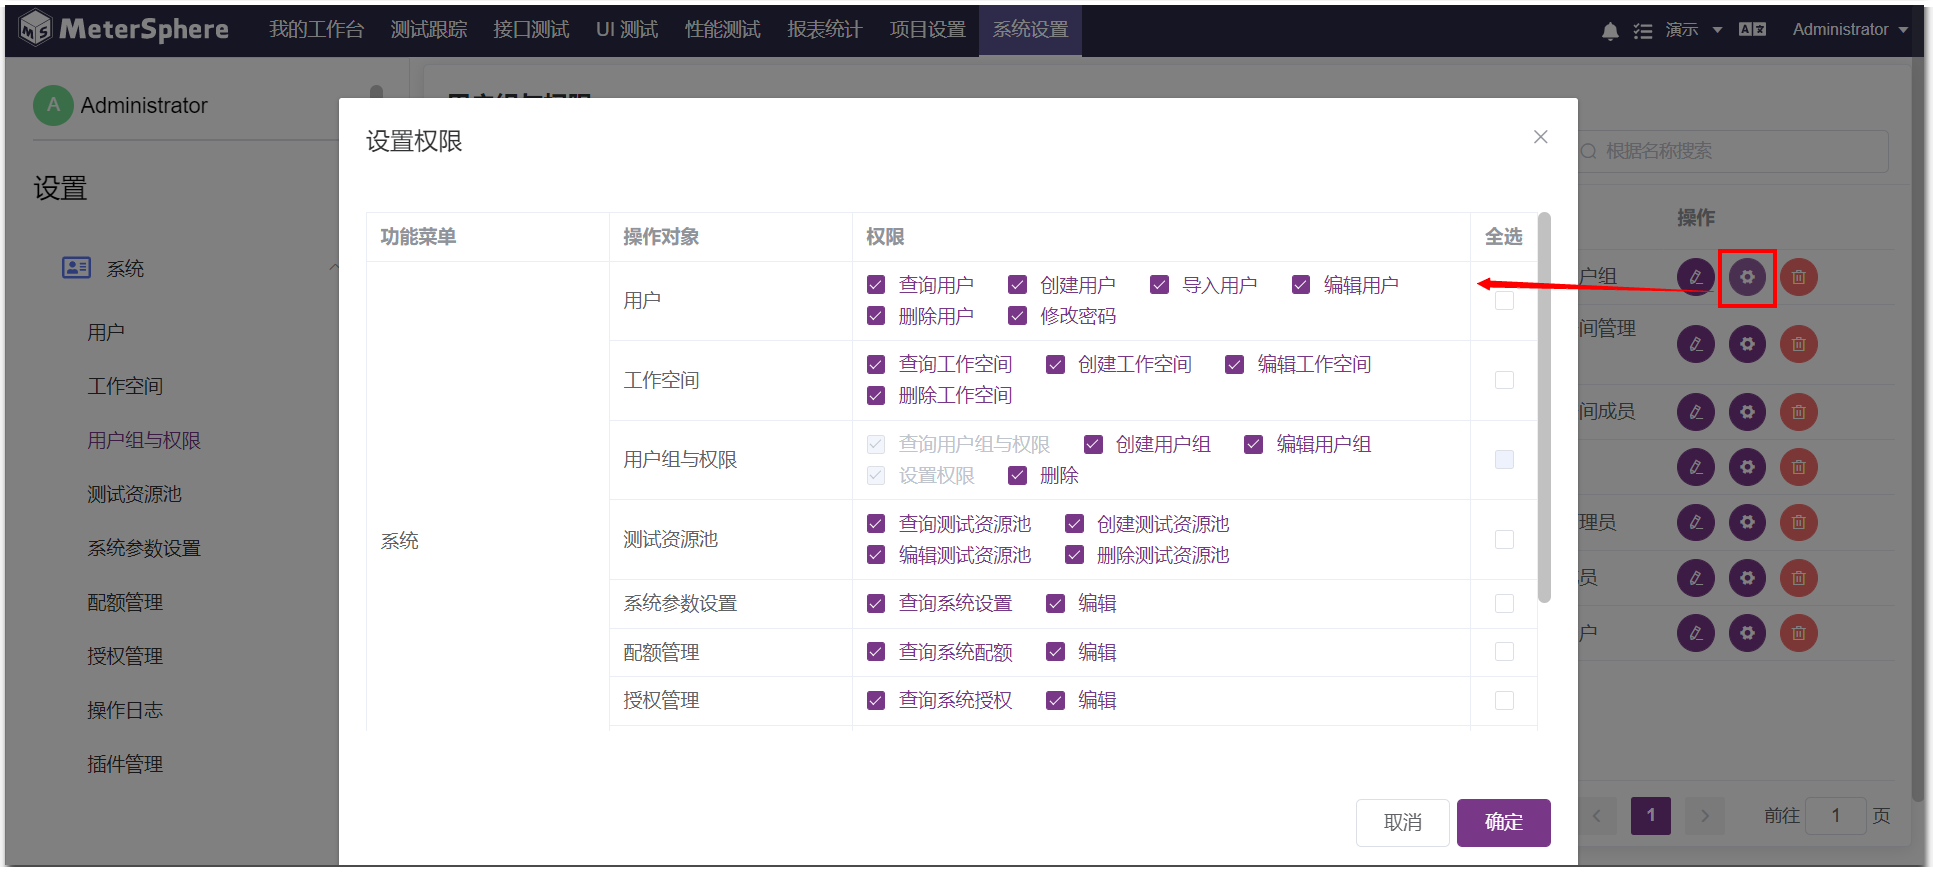 MeterSphere 我的工作台 测试跟踪 接口测试 UI 测试 性能测试 报表统计 项目设置 系统设置 演示 Administrator
A Administrator
设置
系统
用户
工作空间
用户组与权限
测试资源池
系统参数设置
配额管理
授权管理
操作日志
插件管理
设置权限
功能菜单 操作对象 权限 全选
系统
用户
查询用户 创建用户 导入用户 编辑用户
删除用户 修改密码
工作空间
查询工作空间 创建工作空间 编辑工作空间
删除工作空间
用户组与权限
查询用户组与权限 创建用户组 编辑用户组
设置权限 删除
测试资源池
查询测试资源池 创建测试资源池
编辑测试资源池 删除测试资源池
系统参数设置 查询系统设置 编辑
配额管理 查询系统配额 编辑
授权管理 查询系统授权 编辑
取消 确定
根据名称搜索
操作
户组
间管理
间成员
理员
员
户
1 前往 1 页